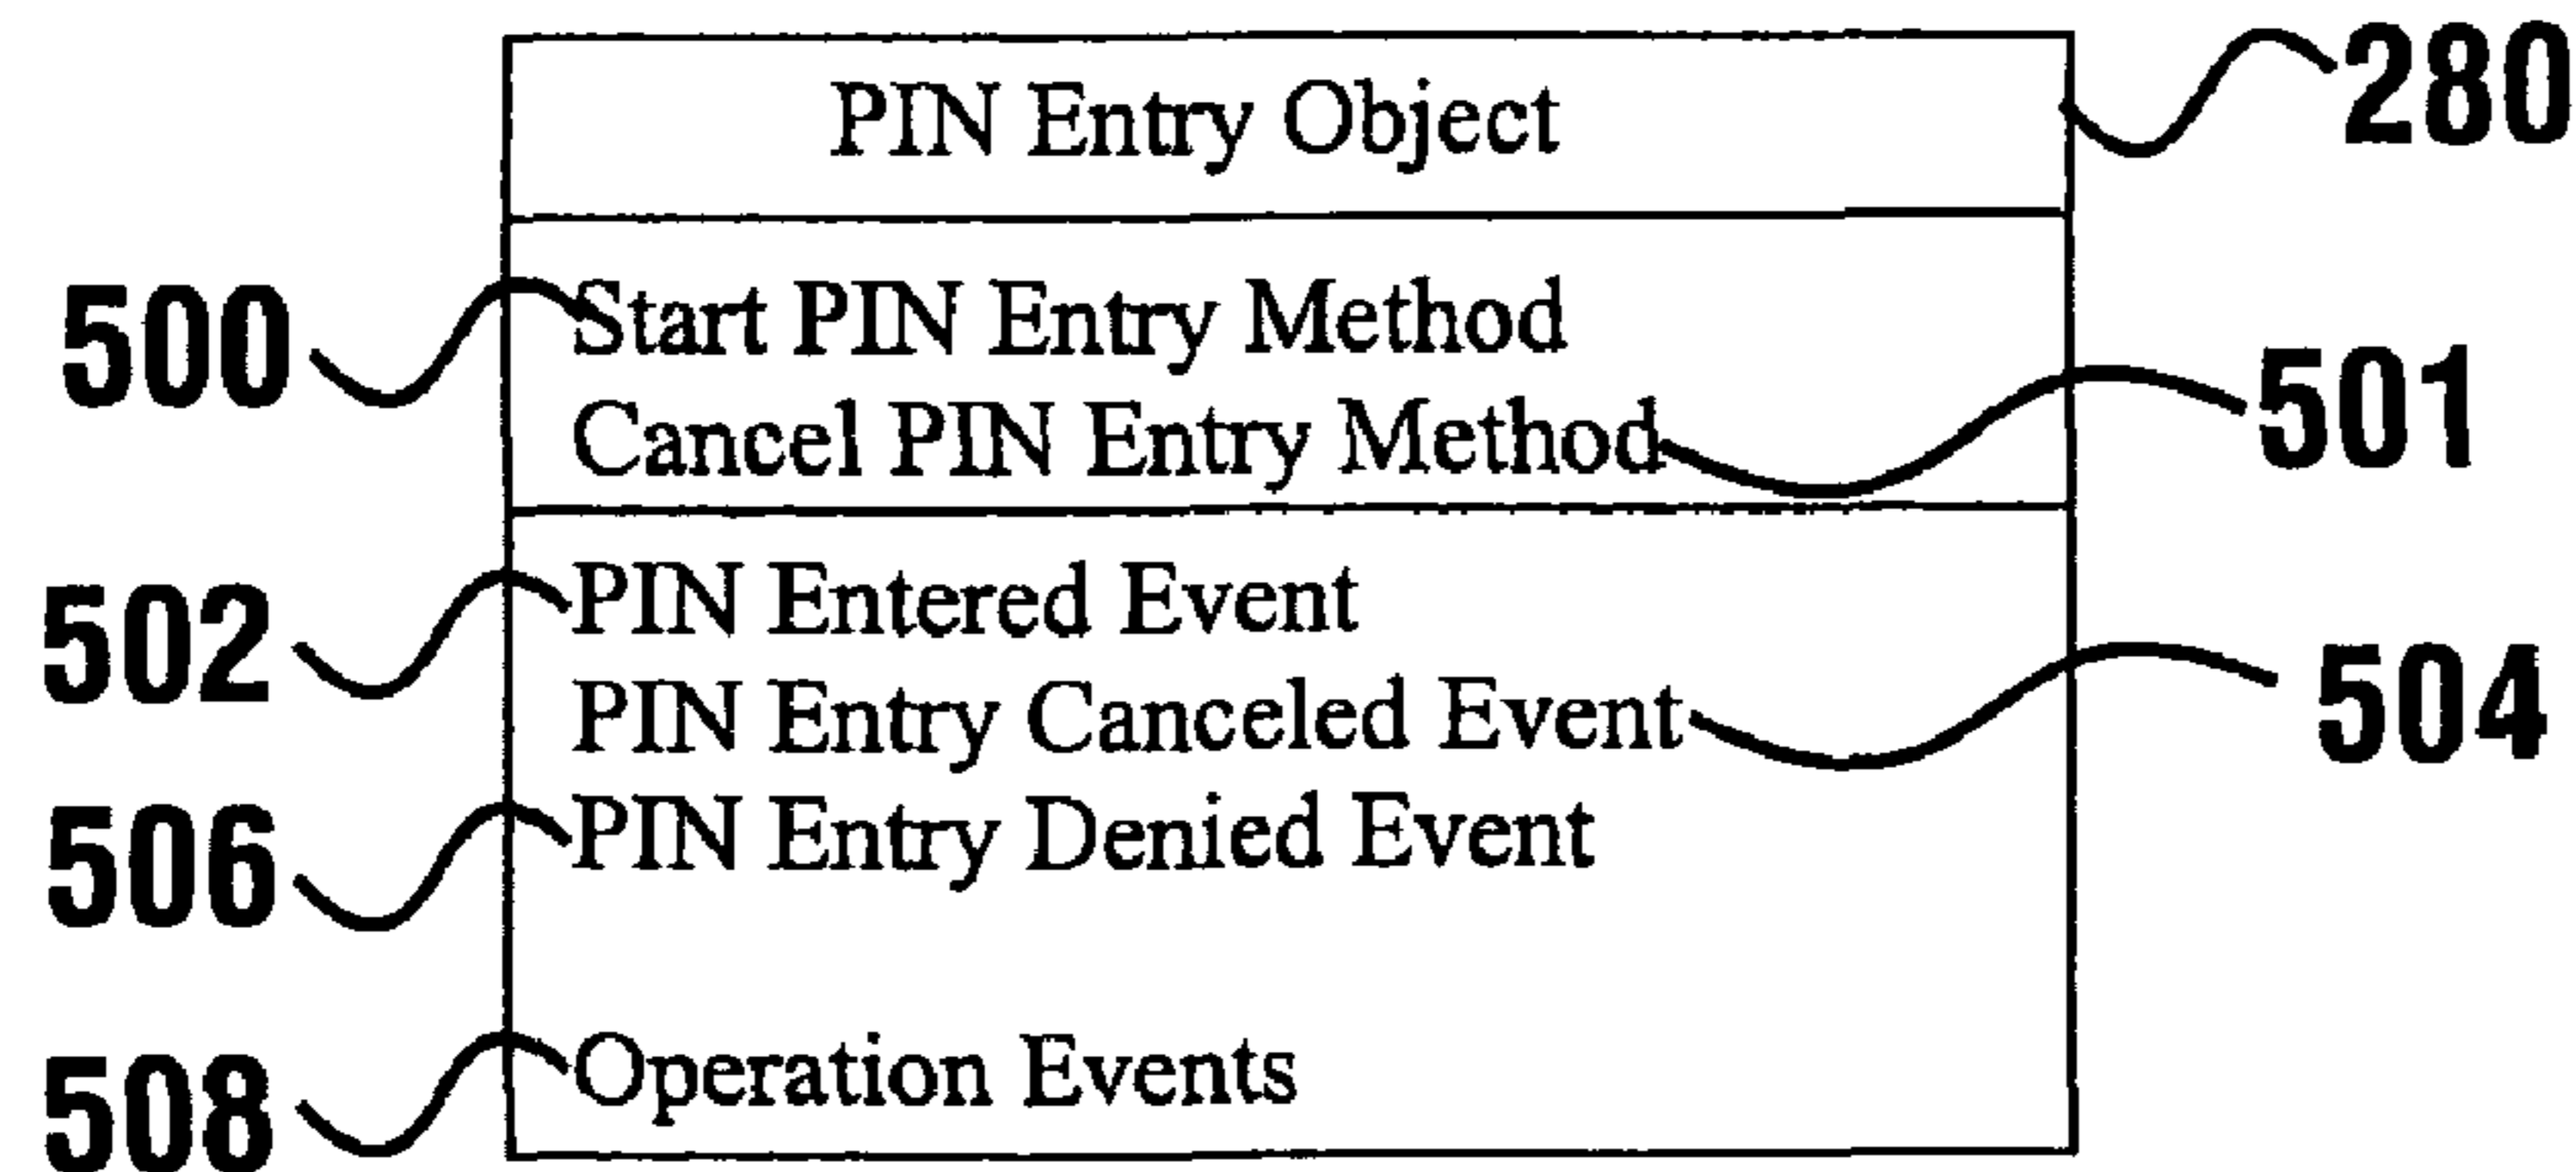 PIN Entry Object 280
500 Start PIN Entry Method
Cancel PIN Entry Method 501
502 PIN Entered Event
PIN Entry Canceled Event 504
506 PIN Entry Denied Event
508 Operation Events